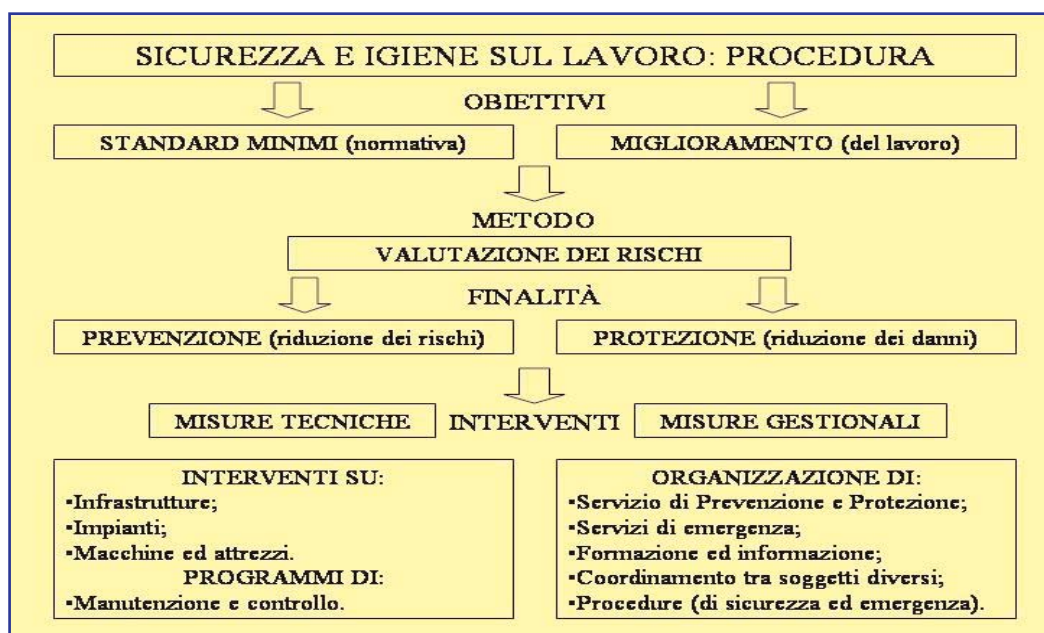 SICUREZZA E IGIENE SUL LAVORO: PROCEDURA
OBIETTIVI
STANDARD MINIMI (normativa)
MIGLIORAMENTO (del lavoro)
METODO
VALUTAZIONE DEI RISCHI
FINALITÀ
PREVENZIONE (riduzione dei rischi)
PROTEZIONE (riduzione dei danni)
MISURE TECNICHE
INTERVENTI
MISURE GESTIONALI
INTERVENTI SU:
▪Infrastrutture;
▪Impianti;
▪Macchine ed attrezzi.
PROGRAMMI DI:
▪Manutenzione e controllo.
ORGANIZZAZIONE DI:
▪Servizio di Prevenzione e Protezione;
▪Servizi di emergenza;
▪Formazione ed informazione;
▪Coordinamento tra soggetti diversi;
▪Procedure (di sicurezza ed emergenza).